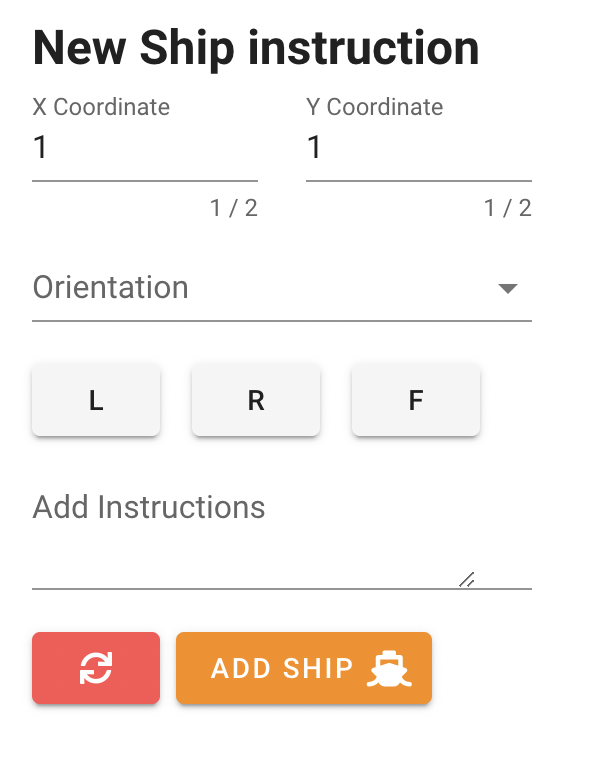 New Ship instruction
X Coordinate Y Coordinate
1 1
1 / 2 1 / 2
Orientation
L R F
Add Instructions
ADD SHIP